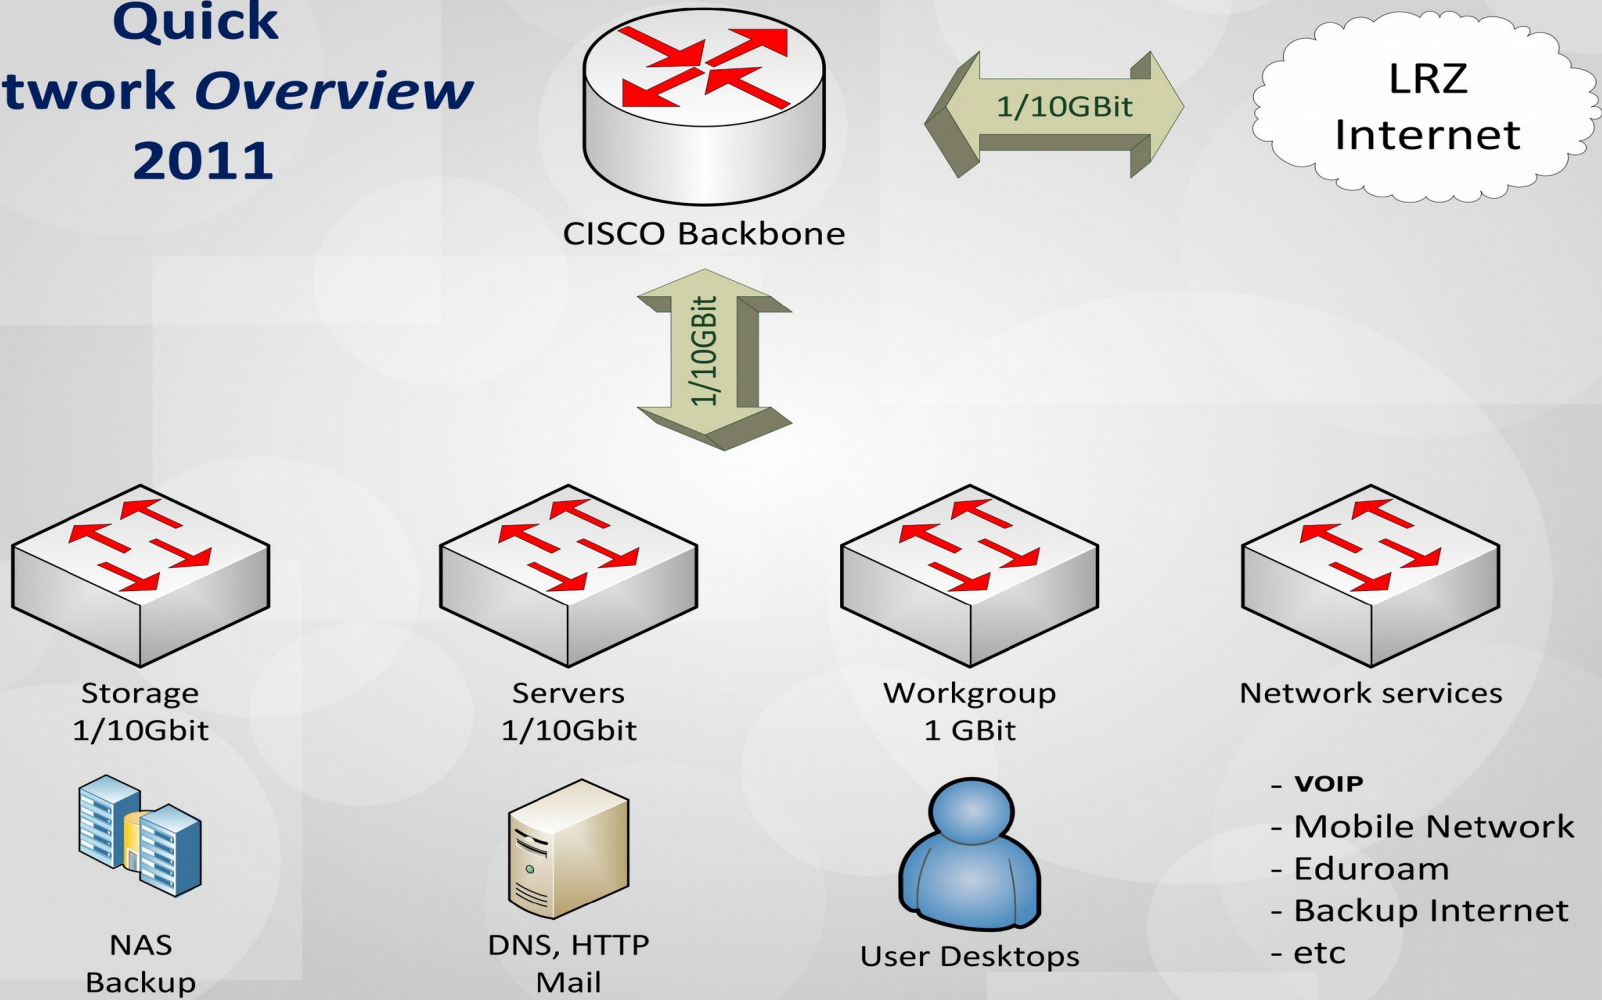 Quick
twork Overview
2011
1/10GBit
LRZ
Internet
CISCO Backbone
1/10GBit
Storage
1/10Gbit
Servers
1/10Gbit
Workgroup
1 GBit
Network services
NAS
Backup
DNS, HTTP
Mail
User Desktops
- VOIP
- Mobile Network
- Eduroam
- Backup Internet
- etc